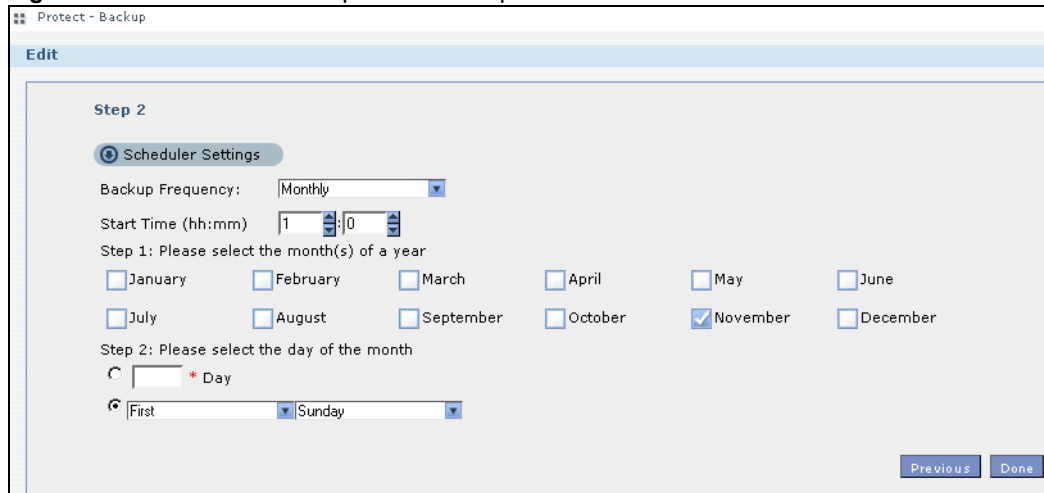 Protect - Backup
Edit
Step 2
Scheduler Settings
Backup Frequency: Monthly
Start Time (hh:mm) 1 : 0
Step 1: Please select the month(s) of a year
January February March April May June
July August September October November December
Step 2: Please select the day of the month
* Day
First Sunday
Previous Done